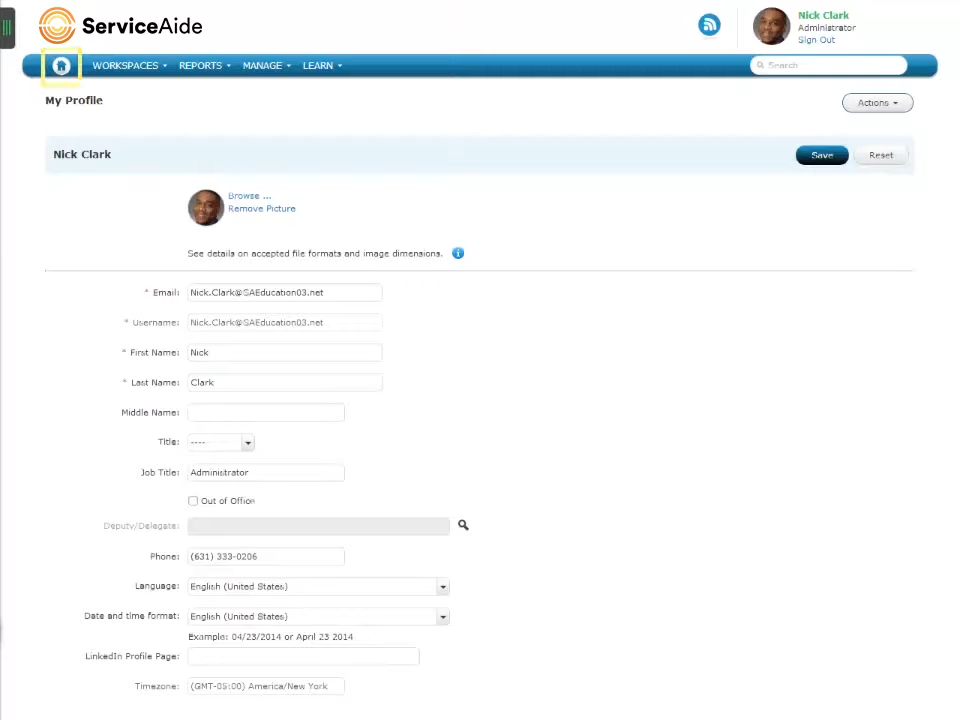 ServiceAide
Nick Clark
Administrator
Sign Out
WORKSPACES REPORTS MANAGE LEARN
Search
My Profile
Actions
Nick Clark
Save Reset
Browse ...
Remove Picture
See details on accepted file formats and image dimensions.
* Email: Nick.Clark@SAEducation03.net
* Username: Nick.Clark@SAEducation03.net
* First Name: Nick
* Last Name: Clark
Middle Name:
Title: ----
Job Title: Administrator
Out of Office
Deputy/Delegate:
Phone: (631) 333-0206
Language: English (United States)
Date and time format: English (United States)
Example: 04/23/2014 or April 23 2014
LinkedIn Profile Page:
Timezone: (GMT-05:00) America/New York